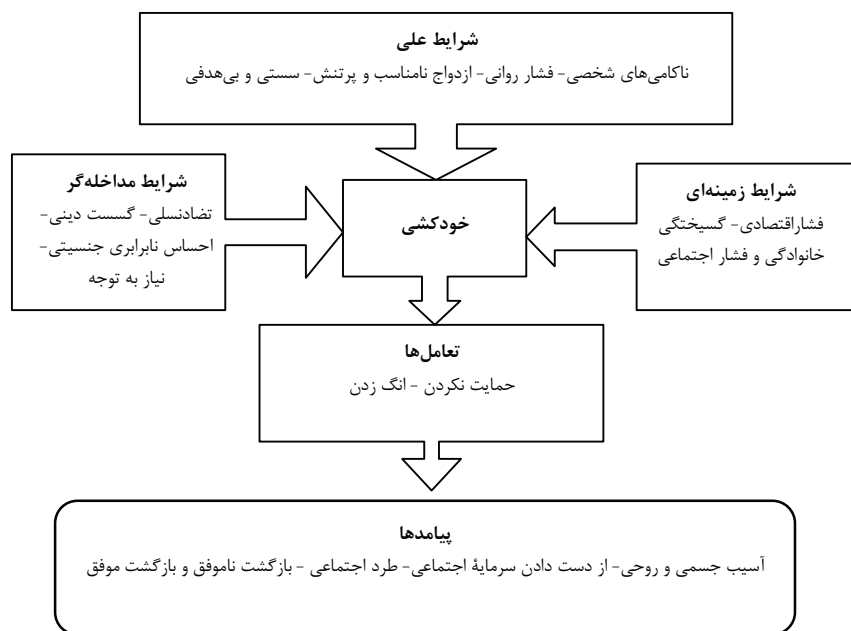 شرایط علی
ناکامی‌های شخصی- فشار روانی- ازدواج نامناسب و پرتنش- سستی و بی‌هدفی
شرایط زمینه‌ای
فشاراقتصادی- گسیختگی
خانوادگی و فشار اجتماعی
خودکشی
شرایط مداخله‌گر
تضادنسلی- گسست دینی-
احساس نابرابری جنسیتی-
نیاز به توجه
تعامل‌ها
حمایت نکردن - انگ زدن
پیامدها
آسیب جسمی و روحی- از دست دادن سرمایۀ اجتماعی- طرد اجتماعی - بازگشت ناموفق و بازگشت موفق